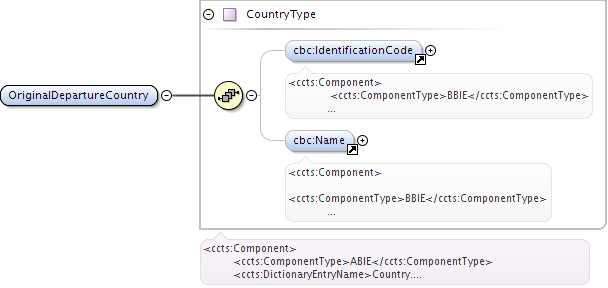 CountryType
cbc:IdentificationCode
<ccts:Component>
<ccts:ComponentType>BBIE</ccts:ComponentType>
...
OriginalDepartureCountry
cbc:Name
<ccts:Component>
<ccts:ComponentType>BBIE</ccts:ComponentType>
...
<ccts:Component>
<ccts:ComponentType>ABIE</ccts:ComponentType>
<ccts:DictionaryEntryName>Country....